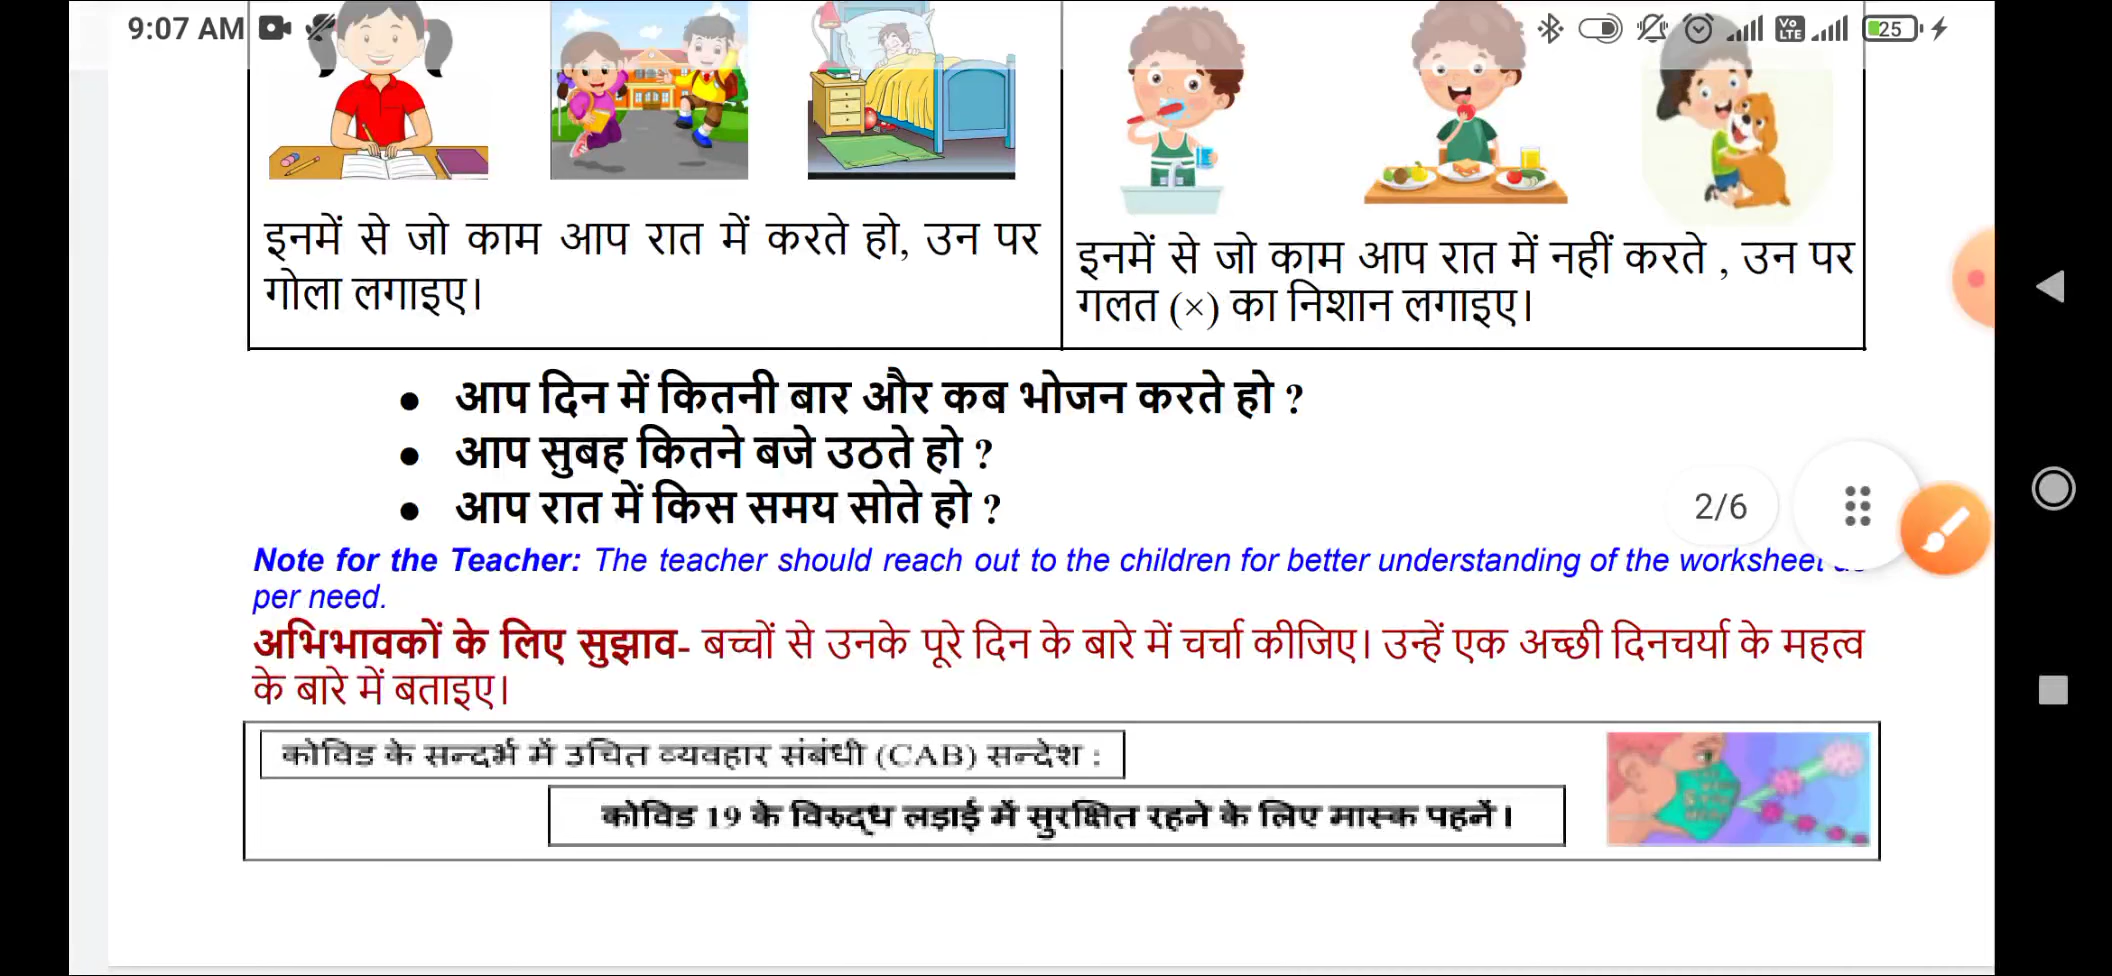 9:07 AM
Vo LTE
25
इनमें से जो काम आप रात में करते हो, उन पर
गोला लगाइए।
इनमें से जो काम आप रात में नहीं करते , उन पर
गलत (×) का निशान लगाइए।
● आप दिन में कितनी बार और कब भोजन करते हो ?
● आप सुबह कितने बजे उठते हो ?
● आप रात में किस समय सोते हो ?
2/6
Note for the Teacher: The teacher should reach out to the children for better understanding of the worksheet
per need.
अभिभावकों के लिए सुझाव- बच्चों से उनके पूरे दिन के बारे में चर्चा कीजिए। उन्हें एक अच्छी दिनचर्या के महत्व
के बारे में बताइए।
कोविड के सन्दर्भ में उचित व्यवहार संबंधी (CAB) सन्देश :
कोविड 19 के विरुद्ध लड़ाई में सुरक्षित रहने के लिए मास्क पहनें।